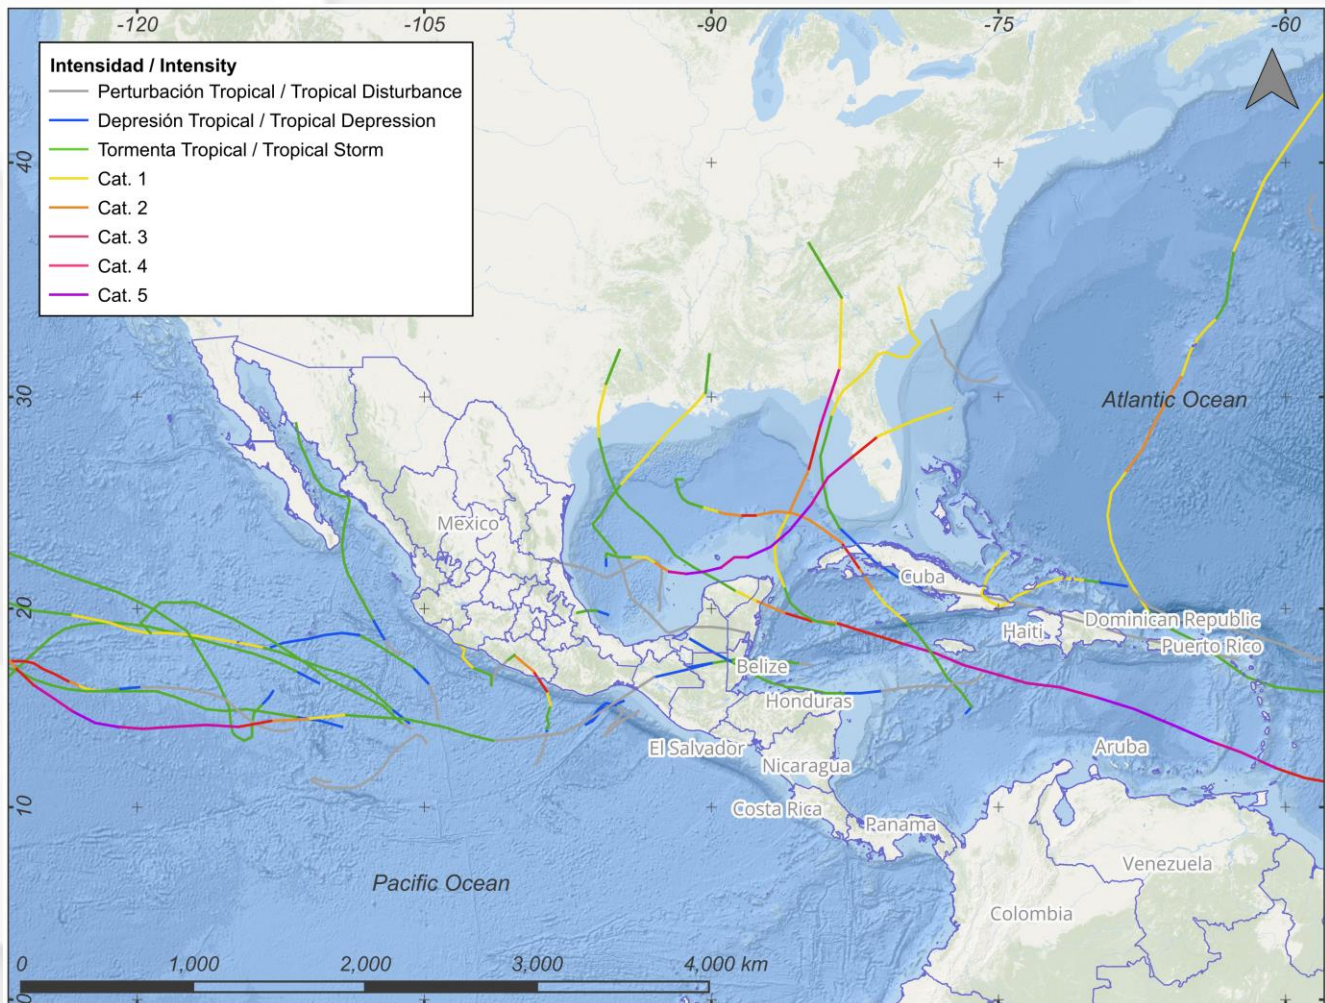 -120 -105 -90 -75 -60
Intensidad / Intensity
Perturbación Tropical / Tropical Disturbance
Depresión Tropical / Tropical Depression
Tormenta Tropical / Tropical Storm
Cat. 1
Cat. 2
Cat. 3
Cat. 4
Cat. 5
40
30
Atlantic Ocean
México
Cuba
20
Dominican Republic
Haiti
Puerto Rico
Belize
Honduras
El Salvador
Aruba
Nicaragua
10
Costa Rica
Panama
Venezuela
Pacific Ocean
Colombia
0 1,000 2,000 3,000 4,000 km